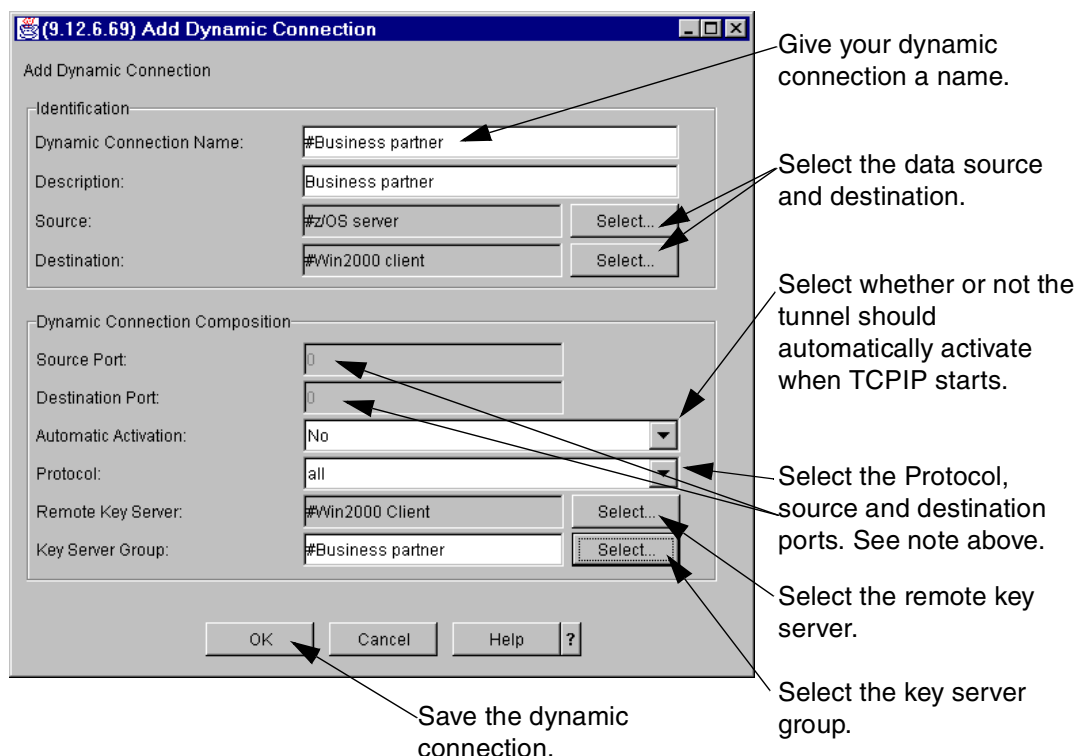 (9.12.6.69) Add Dynamic Connection
Add Dynamic Connection
Identification
Dynamic Connection Name: #Business partner
Description: Business partner
Source: #z/OS server Select...
Destination: #Win2000 client Select...
Dynamic Connection Composition
Source Port: 0
Destination Port: 0
Automatic Activation: No
Protocol: all
Remote Key Server: #Win2000 Client Select...
Key Server Group: #Business partner Select...
OK Cancel Help ?
Give your dynamic
connection a name.
Select the data source
and destination.
Select whether or not the
tunnel should
automatically activate
when TCPIP starts.
Select the Protocol,
source and destination
ports. See note above.
Select the remote key
server.
Select the key server
group.
Save the dynamic
connection.